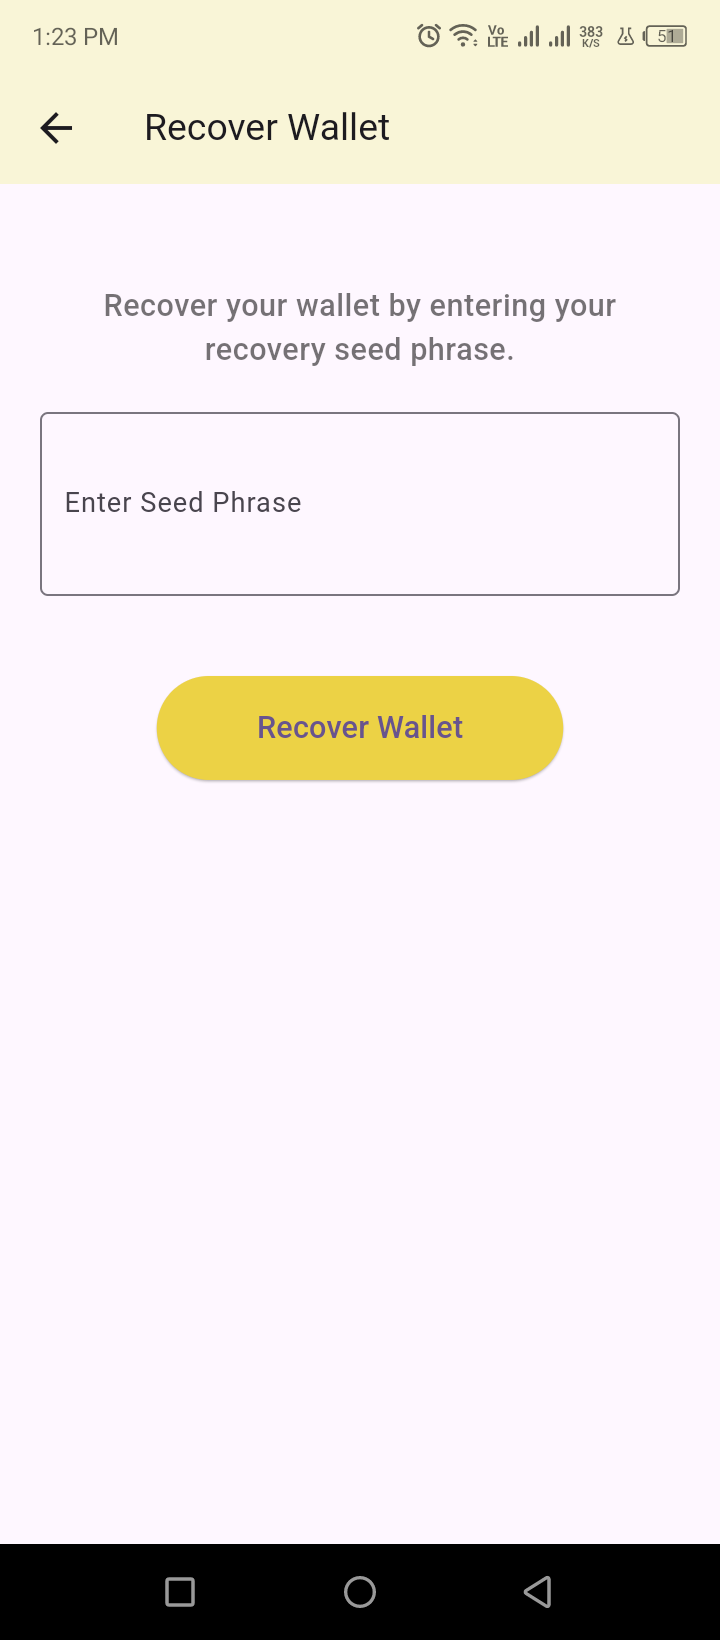 1:23 PM
Vo
LTE
383
K/S
51
Recover Wallet
Recover your wallet by entering your
recovery seed phrase.
Enter Seed Phrase
Recover Wallet